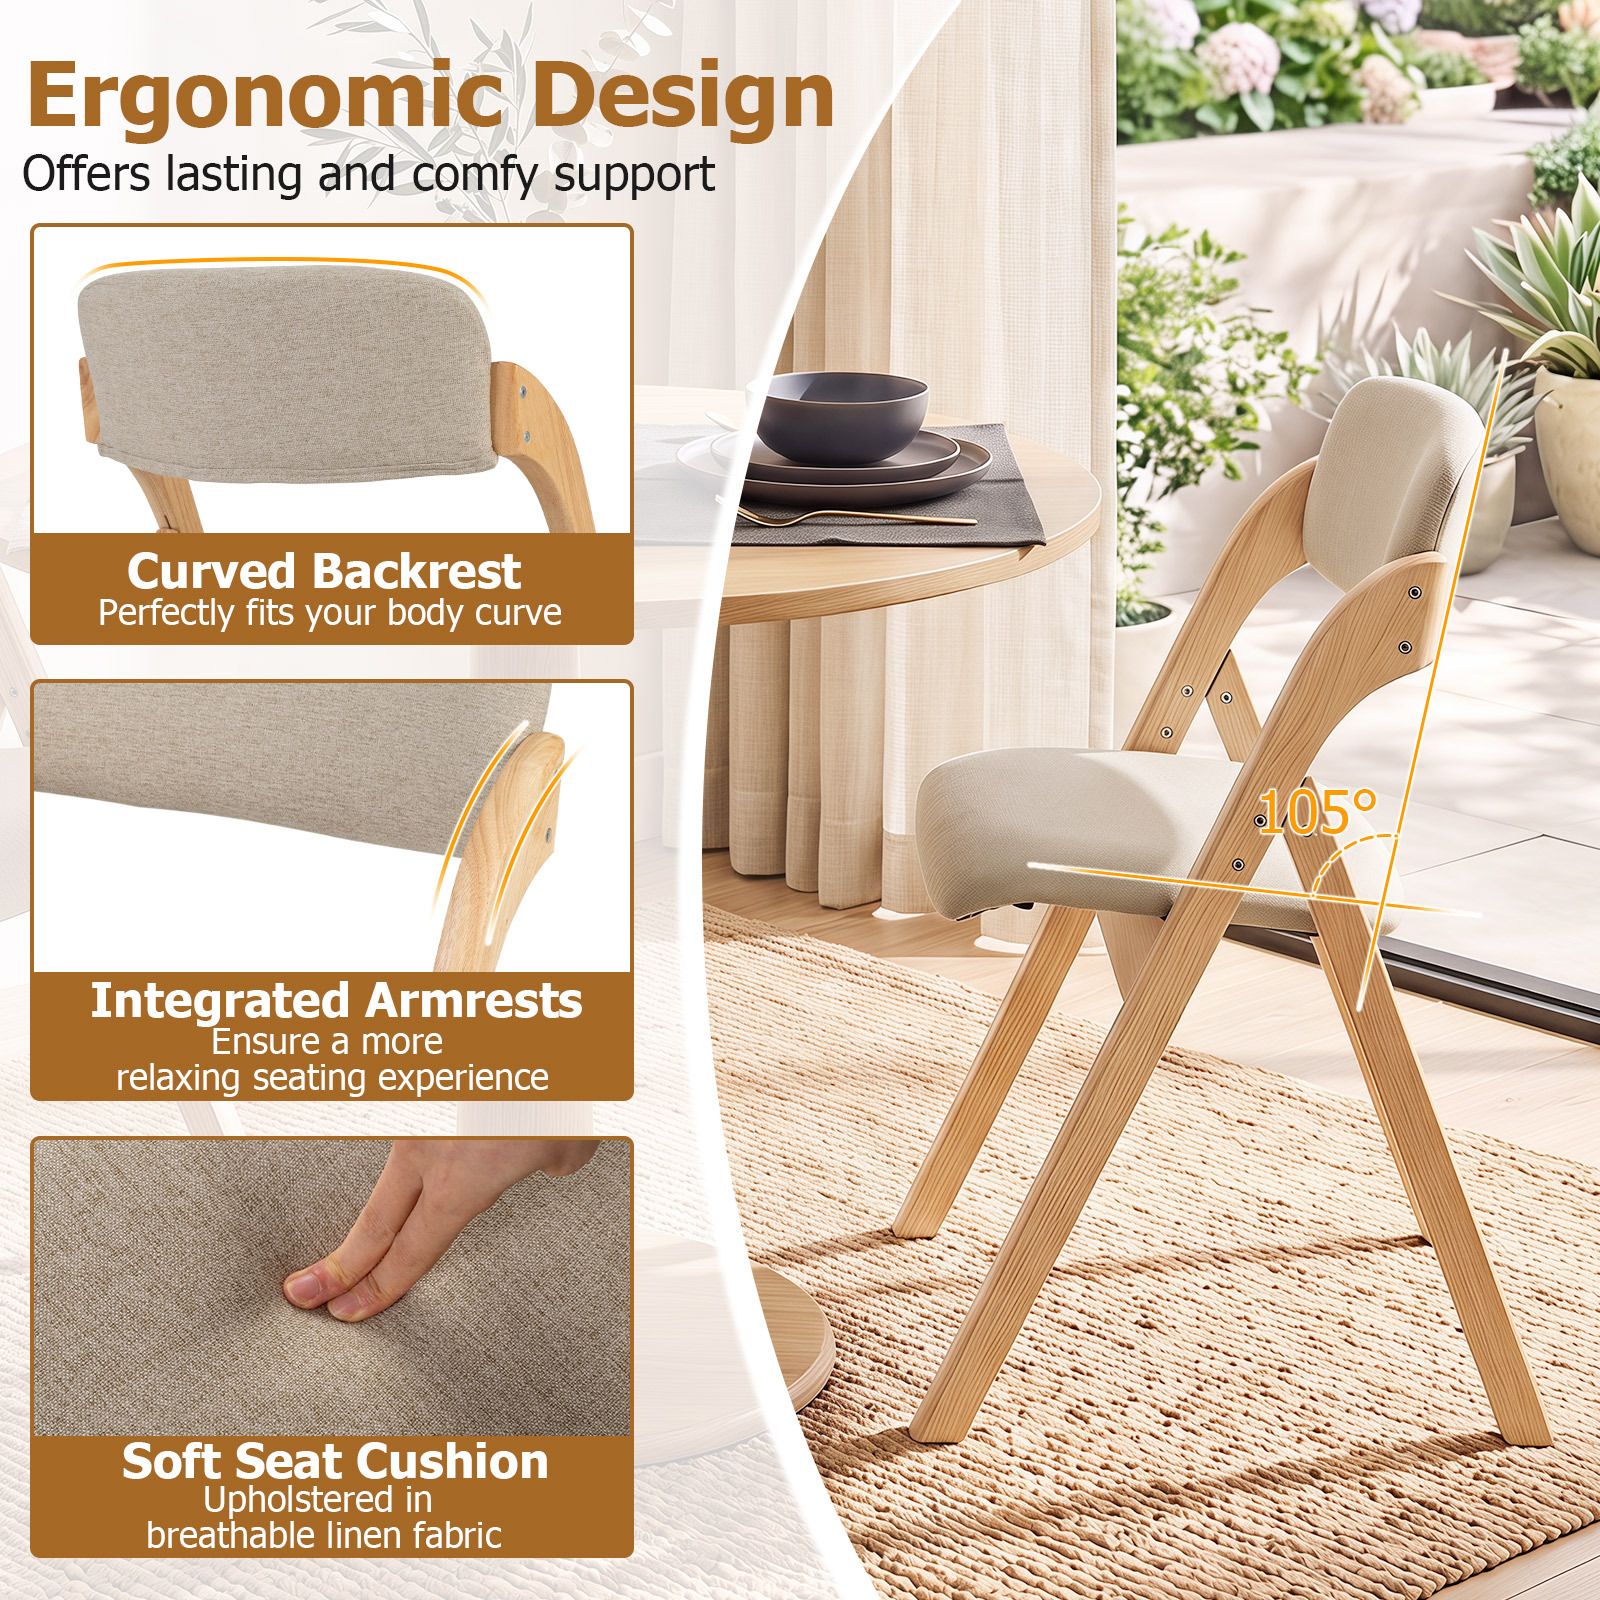 Ergonomic Design
Offers lasting and comfy support
Curved Backrest
Perfectly fits your body curve
Integrated Armrests
Ensure a more
relaxing seating experience
Soft Seat Cushion
Upholstered in
breathable linen fabric
105°